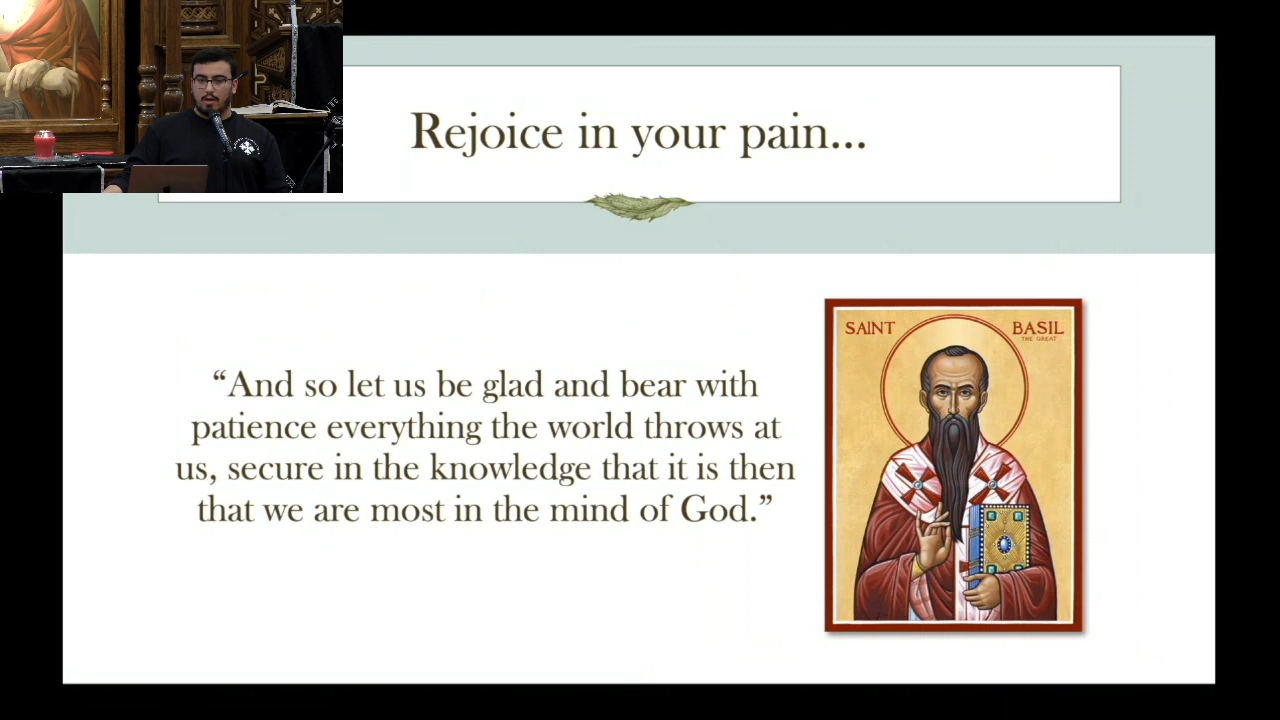 Rejoice in your pain...
“And so let us be glad and bear with
patience everything the world throws at
us, secure in the knowledge that it is then
that we are most in the mind of God.”
SAINT BASIL
THE GREAT